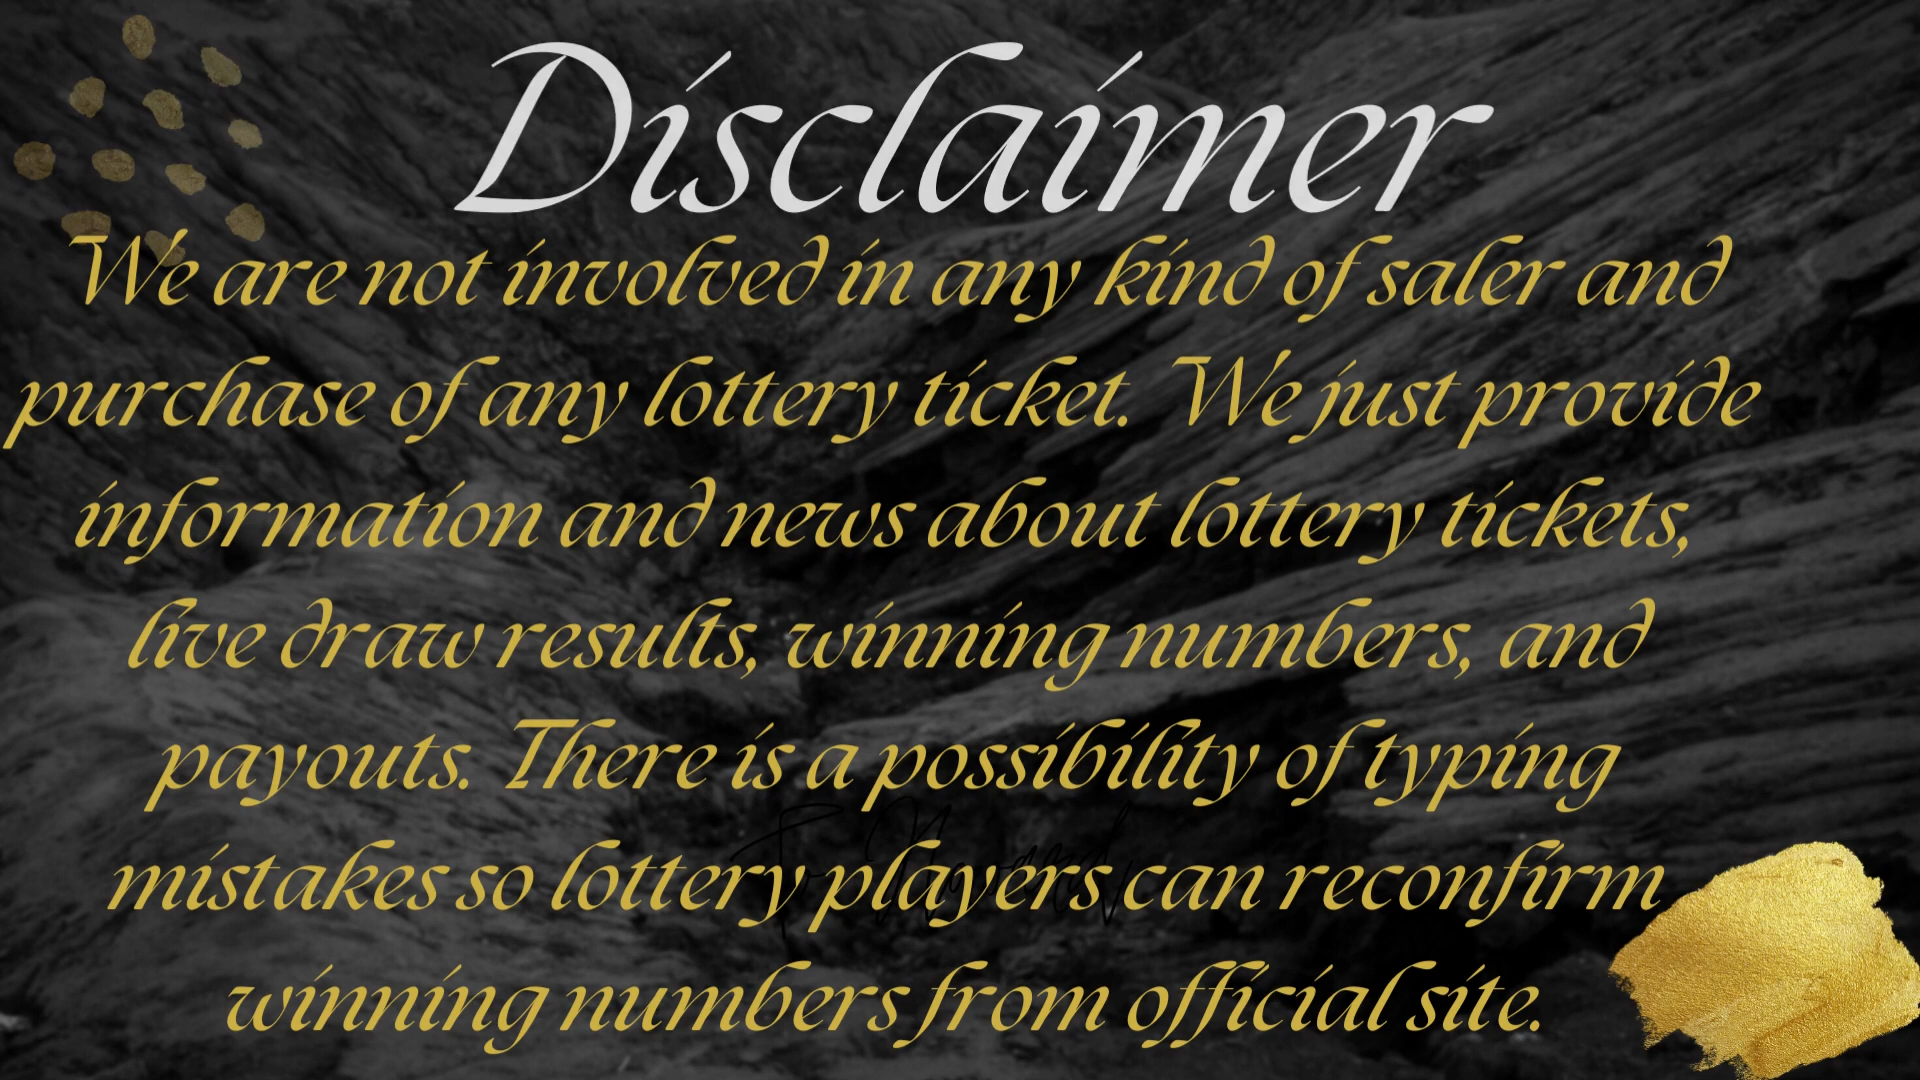 Disclaimer
We are not involved in any kind of saler and
purchase of any lottery ticket. We just provide
information and news about lottery tickets,
live draw results, winning numbers, and
payouts. There is a possibility of typing
mistakes so lottery players can reconfirm
winning numbers from official site.